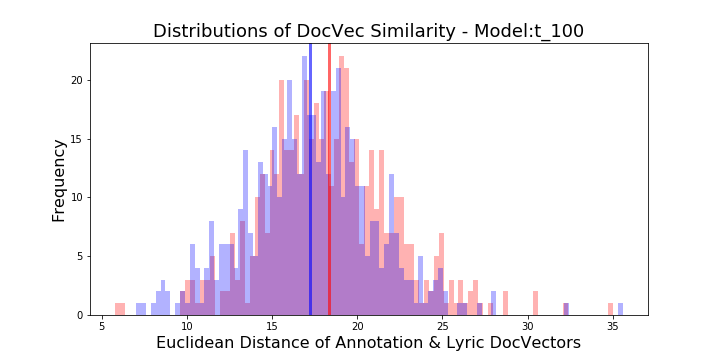 Distributions of DocVec Similarity - Model:t_100
Frequency
20
15
10
5
0
5 10 15 20 25 30 35
Euclidean Distance of Annotation & Lyric DocVectors